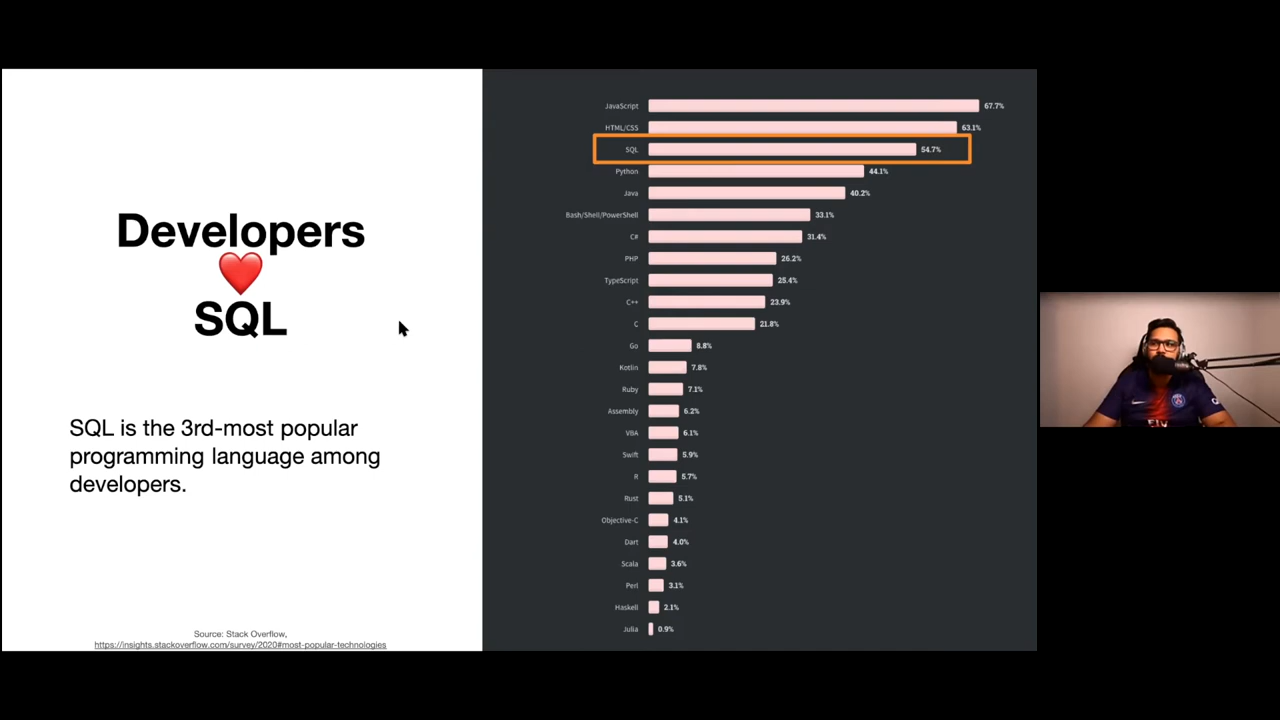 Developers
❤️
SQL
SQL is the 3rd-most popular
programming language among
developers.
Source: Stack Overflow,
https://insights.stackoverflow.com/survey/2020#most-popular-technologies
JavaScript 67.7%
HTML/CSS 63.1%
SQL 54.7%
Python 44.1%
Java 40.2%
Bash/Shell/PowerShell 33.1%
C# 31.4%
PHP 26.2%
TypeScript 25.4%
C++ 23.9%
C 21.8%
Go 8.8%
Kotlin 7.8%
Ruby 7.1%
Assembly 6.2%
VBA 6.1%
Swift 5.9%
R 5.7%
Rust 5.1%
Objective-C 4.1%
Dart 4.0%
Scala 3.6%
Perl 3.1%
Haskell 2.1%
Julia 0.9%